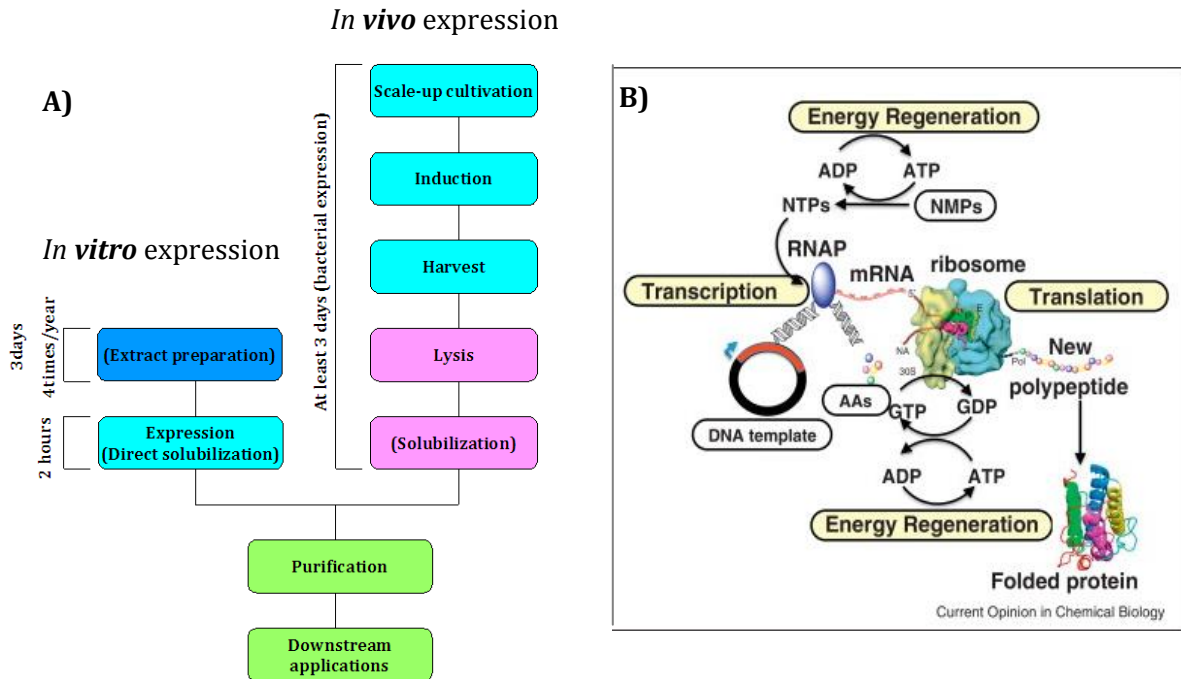 In vivo expression
A)
Scale-up cultivation
Induction
Harvest
Lysis
(Solubilization)
At least 3 days (bacterial expression)
In vitro expression
3days
4times/year
(Extract preparation)
2 hours
Expression
(Direct solubilization)
Purification
Downstream
applications
B)
Energy Regeneration
ADP
ATP
NTPs
NMPs
RNAP
mRNA
ribosome
Transcription
Translation
5'
E
NA
30S
Pol
New
polypeptide
AAs
GTP
GDP
DNA template
ADP
ATP
Energy Regeneration
Folded protein
Current Opinion in Chemical Biology